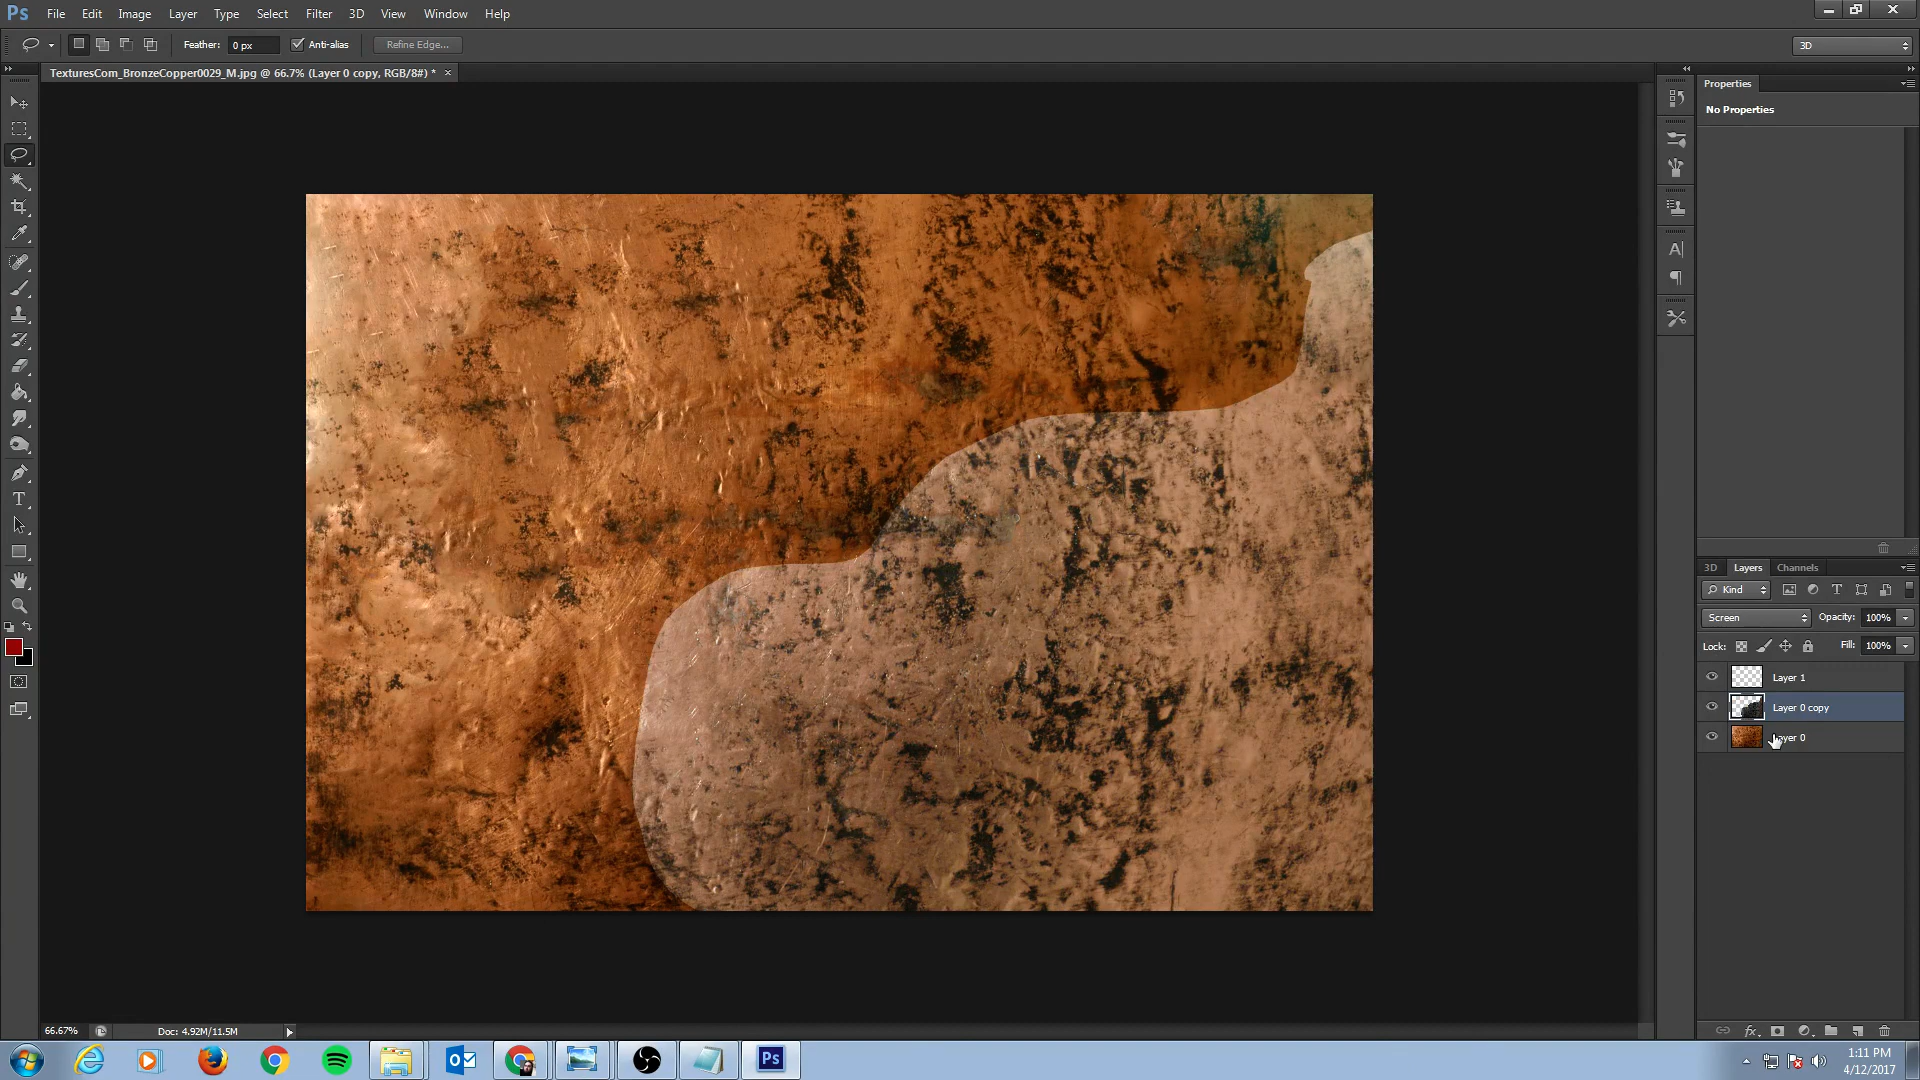 Ps File Edit Image Layer Type Select Filter 3D View Window Help
Feather: 0 px Anti-alias Refine Edge... 3D
TexturesCom_BronzeCopper0029_M.jpg @ 66.7% (Layer 0 copy, RGB/8#) *
Properties
No Properties
3D Layers Channels
Kind
Screen Opacity: 100%
Lock: Fill: 100%
Layer 1
Layer 0 copy
ayer 0
66.67% Doc: 4.92M/11.5M
Ps
1:11 PM
4/12/2017